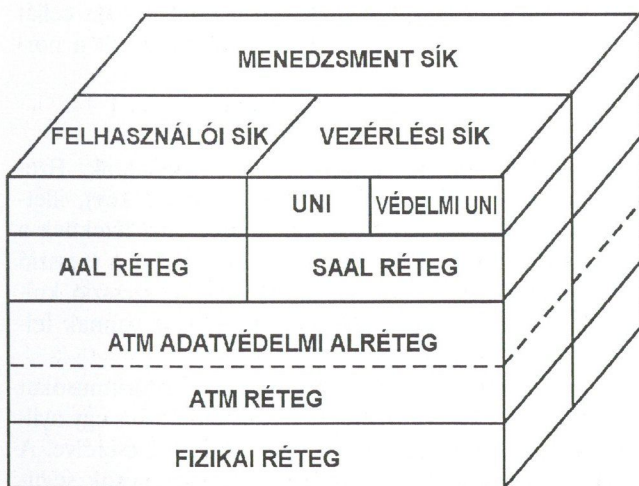 MENEDZSMENT SÍK
FELHASZNÁLÓI SÍK VEZÉRLÉSI SÍK
UNI VÉDELMI UNI
AAL RÉTEG SAAL RÉTEG
ATM ADATVÉDELMI ALRÉTEG
ATM RÉTEG
FIZIKAI RÉTEG